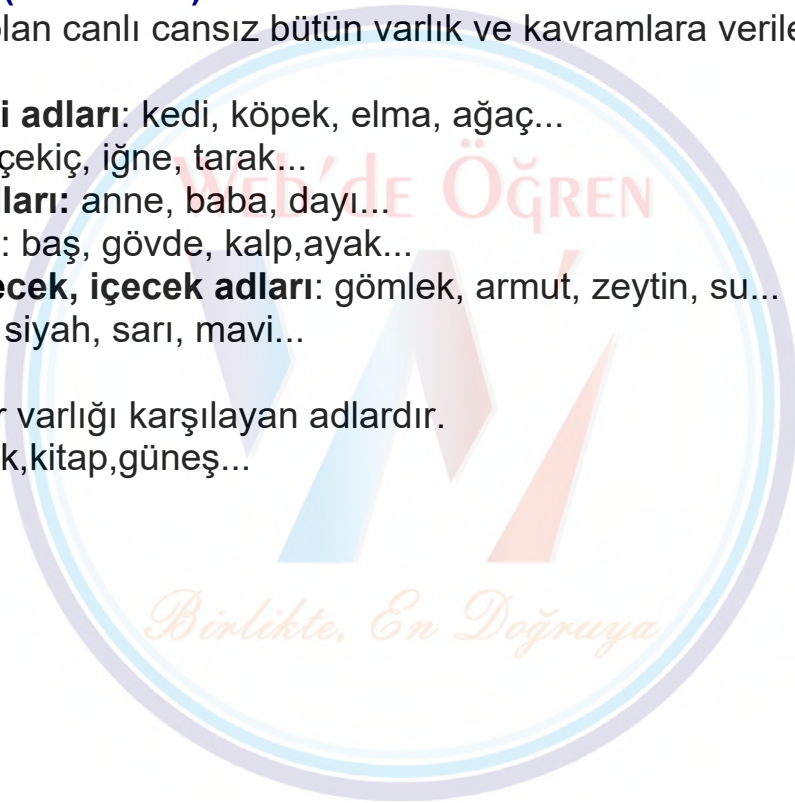 olan canlı cansız bütün varlık ve kavramlara verile
i adları: kedi, köpek, elma, ağaç...
çekiç, iğne, tarak...
ları: anne, baba, dayı...
: baş, gövde, kalp,ayak...
ecek, içecek adları: gömlek, armut, zeytin, su...
siyah, sarı, mavi...
r varlığı karşılayan adlardır.
k,kitap,güneş...
Web'de Öğren
Birlikte, En Doğruya